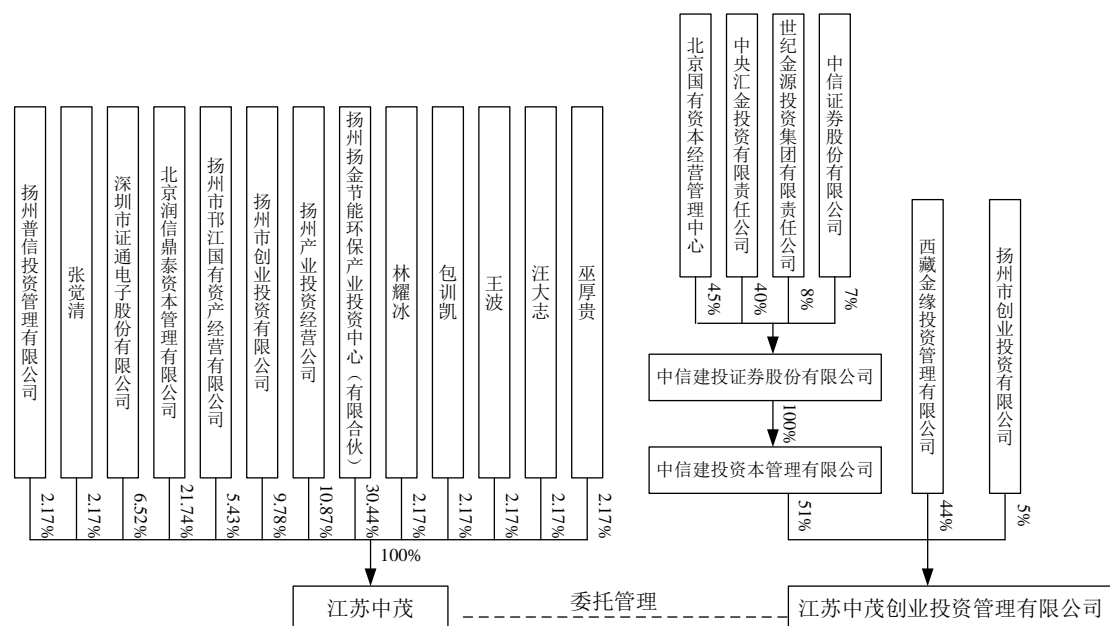 北京国有资本经营管理中心
中央汇金投资有限责任公司
世纪金源投资集团有限责任公司
中信证券股份有限公司
45%
40%
8%
7%
中信建投证券股份有限公司
100%
中信建投资本管理有限公司
51%
西藏金缘投资管理有限公司
44%
扬州市创业投资有限公司
5%
扬州普信投资管理有限公司
张觉清
深圳市证通电子股份有限公司
北京润信鼎泰资本管理有限公司
扬州市邗江国有资产经营有限公司
扬州市创业投资有限公司
扬州产业投资经营公司
扬州扬金节能环保产业投资中心（有限合伙）
林耀冰
包训凯
王波
汪大志
巫厚贵
2.17%
2.17%
6.52%
21.74%
5.43%
9.78%
10.87%
30.44%
2.17%
2.17%
2.17%
2.17%
2.17%
100%
江苏中茂
委托管理
江苏中茂创业投资管理有限公司